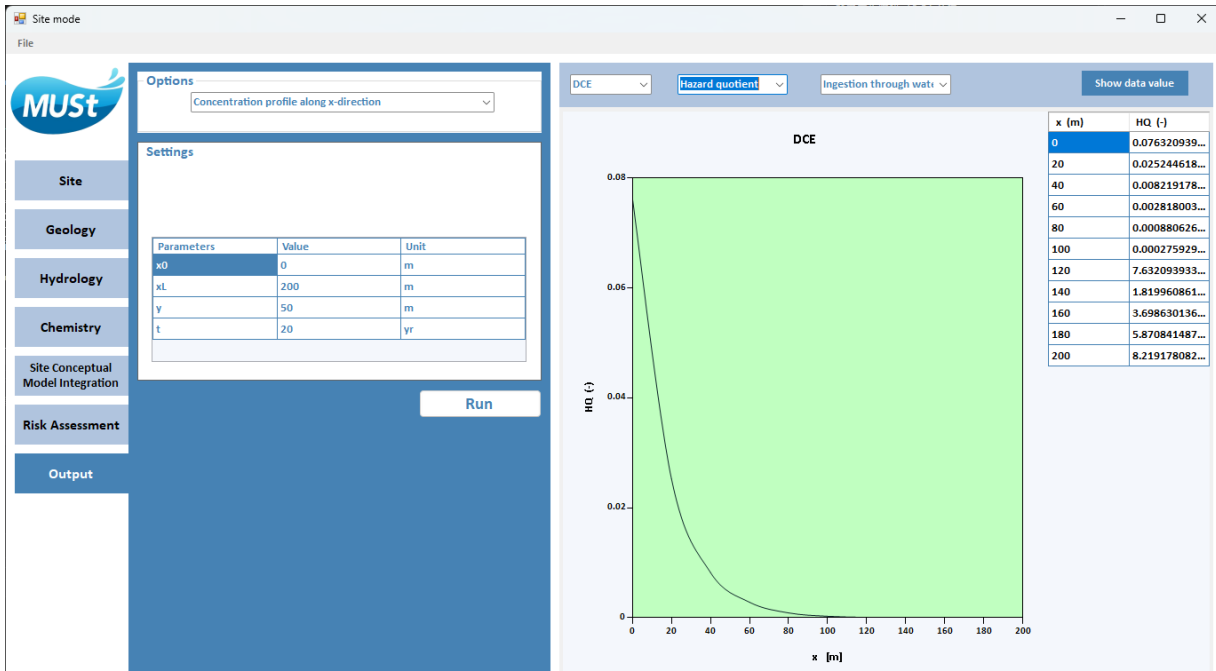 Site mode
File
MUSt
Site
Geology
Hydrology
Chemistry
Site Conceptual
Model Integration
Risk Assessment
Output
Options
Concentration profile along x-direction
Settings
Parameters Value Unit
x0 0 m
xL 200 m
y 50 m
t 20 yr
Run
DCE Hazard quotient Ingestion through wate Show data value
DCE
0.08
0.06
0.04
0.02
0
HQ (-)
0 20 40 60 80 100 120 140 160 180 200
x [m]
x (m) HQ (-)
0 0.076320939...
20 0.025244618...
40 0.008219178...
60 0.002818003...
80 0.000880626...
100 0.000275929...
120 7.632093933...
140 1.819960861...
160 3.698630136...
180 5.870841487...
200 8.219178082...